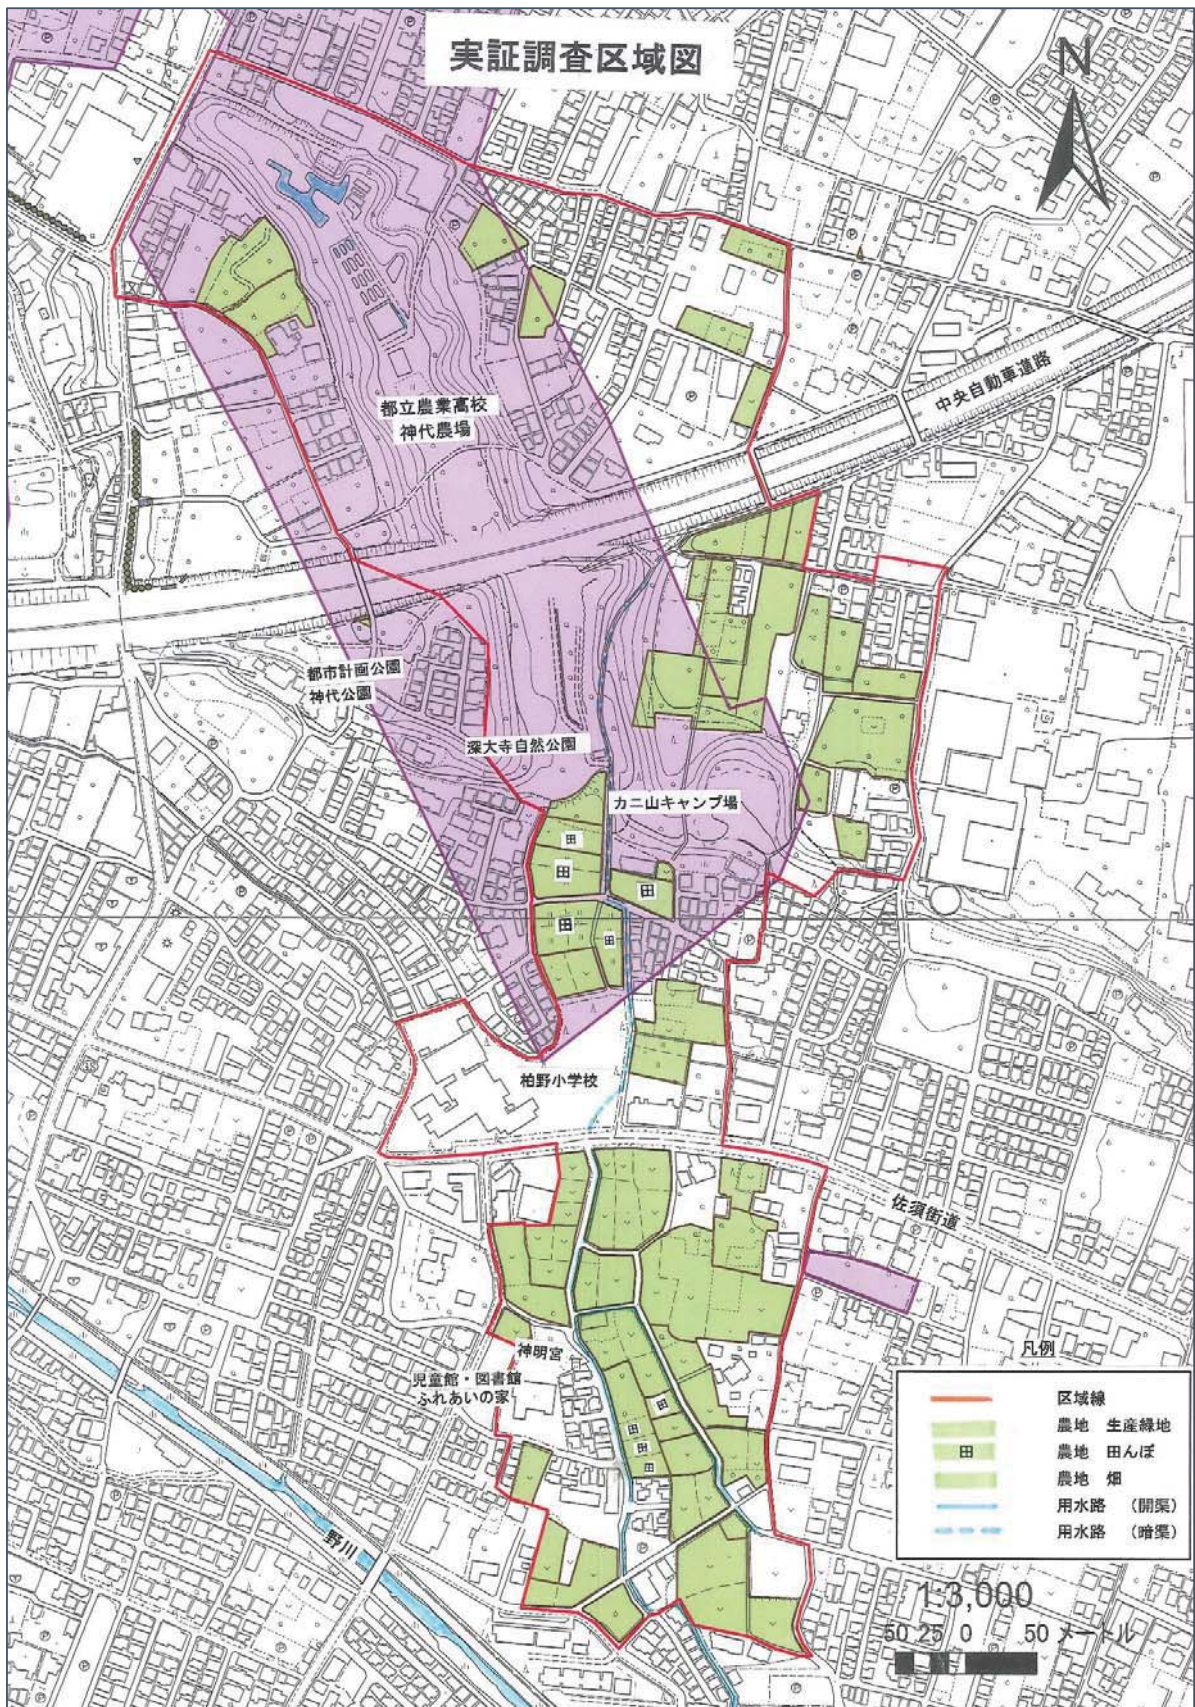 実証調査区域図
N
中央自動車道路
都立農業高校
神代農場
都市計画公園
神代公園
深大寺自然公園
カニ山キャンプ場
田
田
田
田
田
柏野小学校
佐須街道
神明宮
児童館・図書館
ふれあいの家
田
田
田
田
野川
凡例
区域線
農地 生産緑地
田 農地 田んぼ
農地 畑
用水路 (開渠)
用水路 (暗渠)
1:3,000
50 25 0 50 メートル